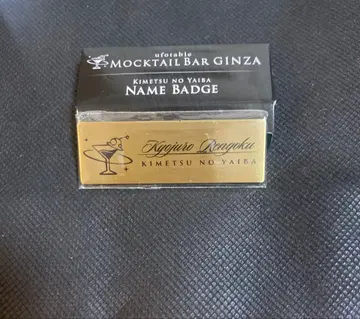 ufotable
MOCKTAIL BAR GINZA
KIMETSU NO YAIBA
NAME BADGE
Kyojuro Rengoku
KIMETSU NO YAIBA